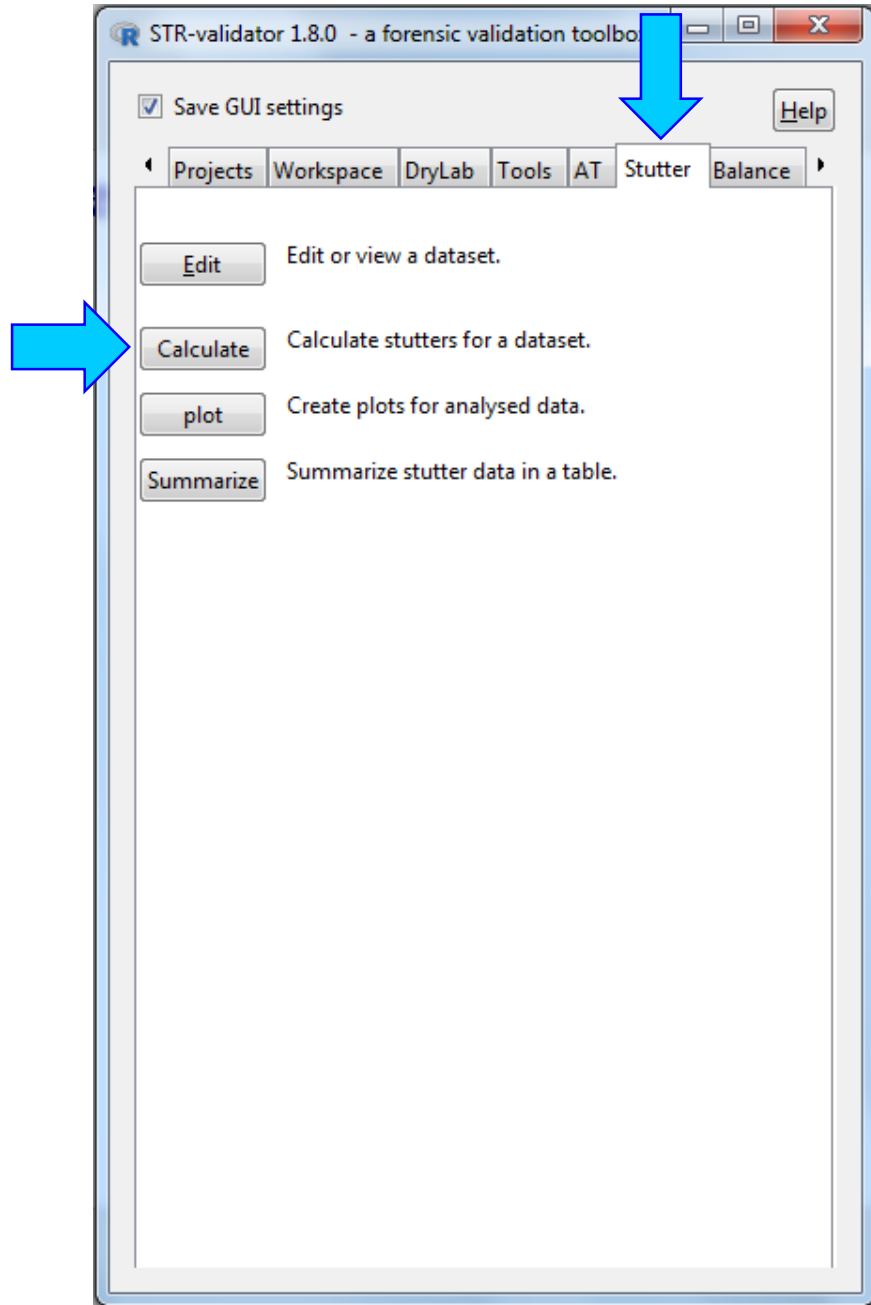 STR-validator 1.8.0 - a forensic validation toolbo
Save GUI settings
Help
Projects Workspace DryLab Tools AT Stutter Balance
Edit Edit or view a dataset.
Calculate Calculate stutters for a dataset.
plot Create plots for analysed data.
Summarize Summarize stutter data in a table.